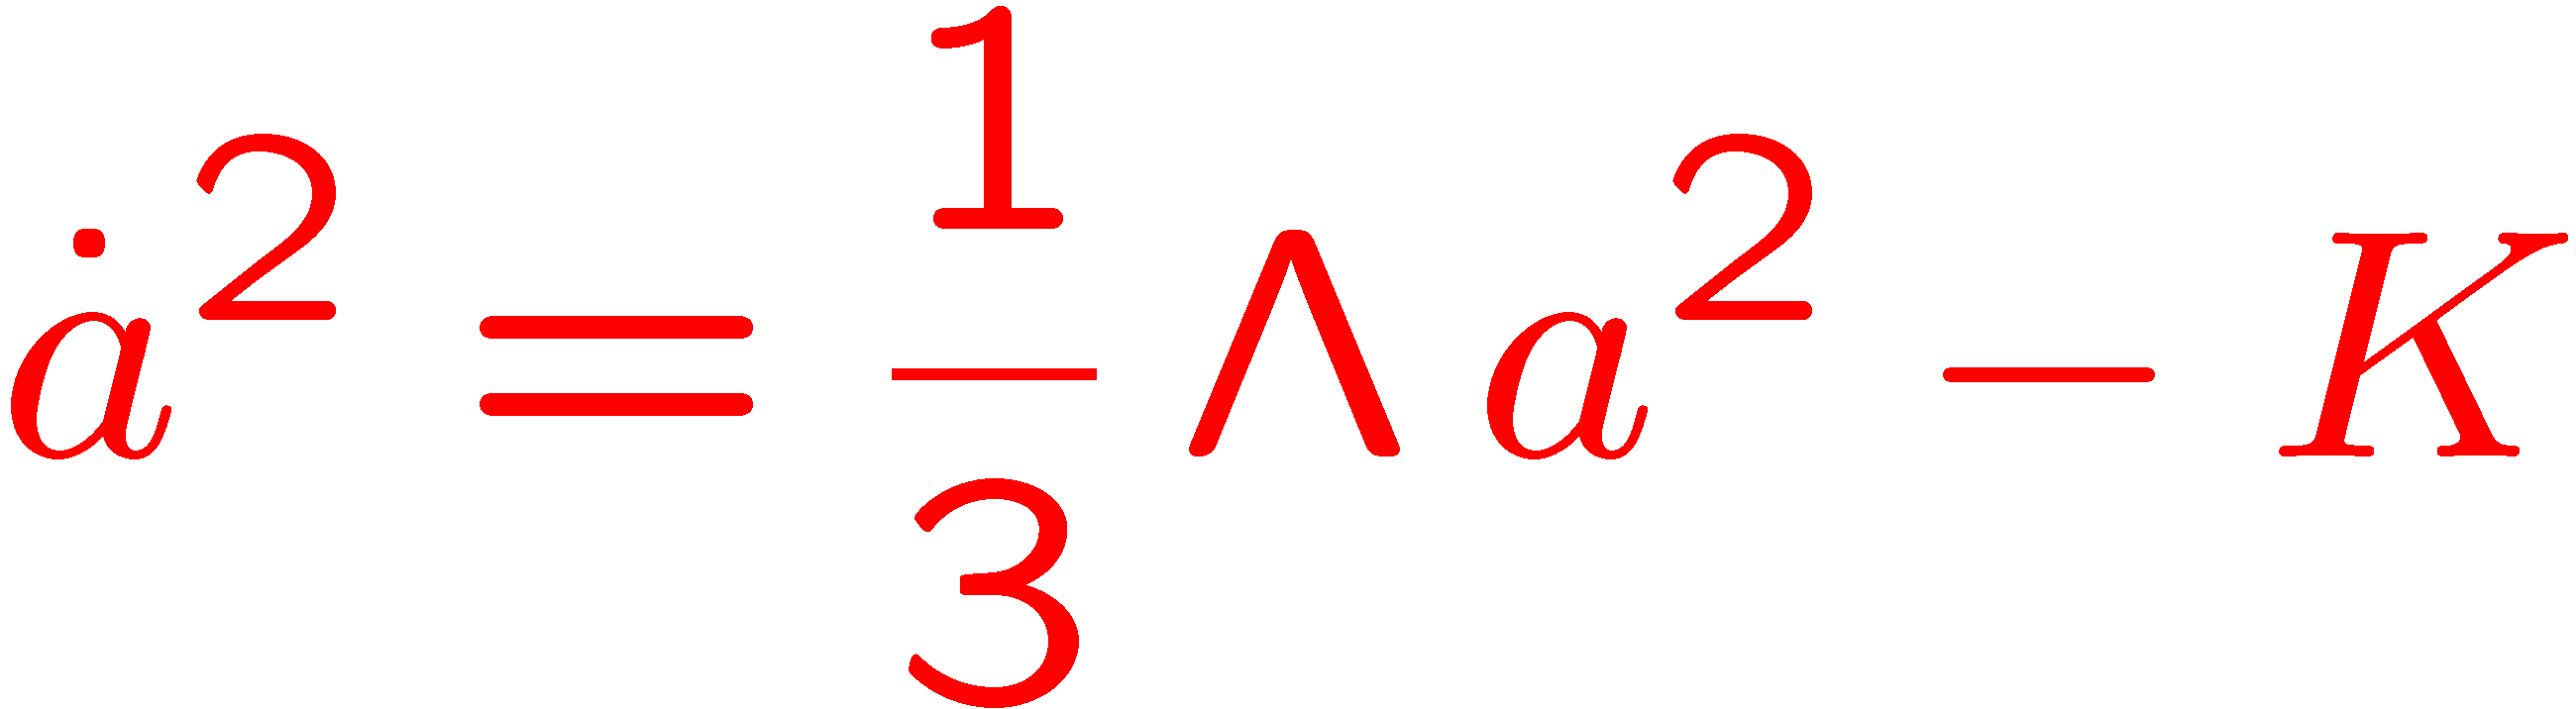 ȧ² = 1/3 Λ a² − K